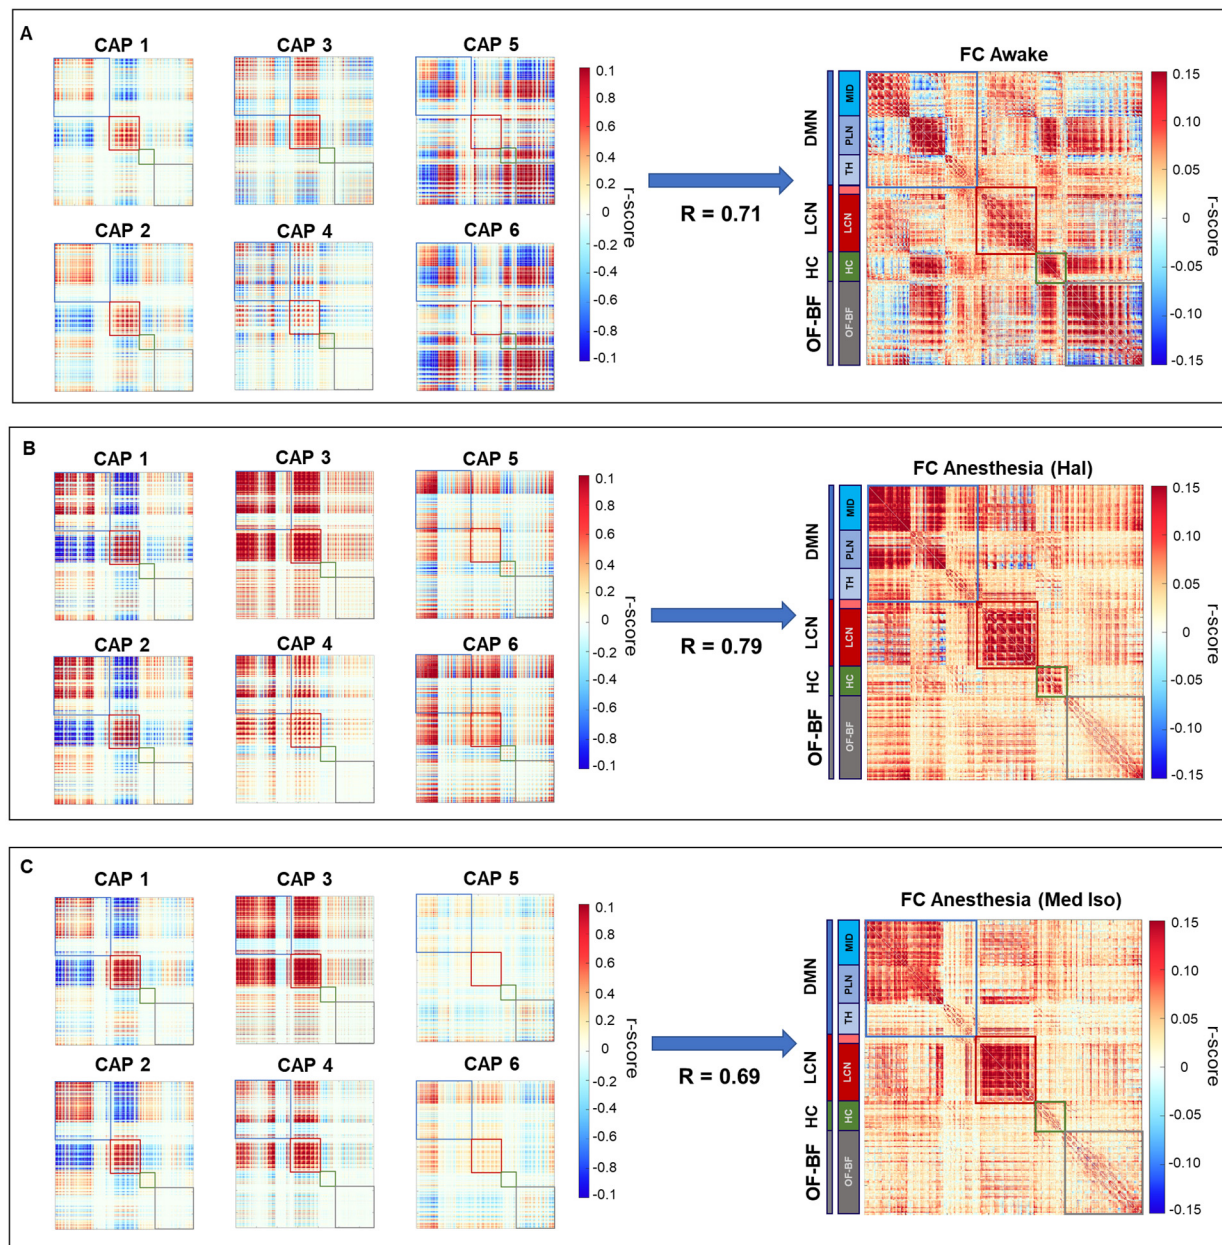 A
CAP 1
CAP 3
CAP 5
0.1
0.6
0.4
0.2
0
-0.2
-0.4
-0.6
-0.8
-0.1
r-score
CAP 2
CAP 4
CAP 6
R = 0.71
FC Awake
DMN
LCN
HC
OF-BF
MID
PLN
TH
LCN
HC
OF-BF
0.15
0.10
0.05
0
-0.05
-0.10
-0.15
r-score
B
CAP 1
CAP 3
CAP 5
0.1
0.8
0.6
0.4
0.2
0
-0.2
-0.4
-0.6
-0.8
-0.1
r-score
CAP 2
CAP 4
CAP 6
R = 0.79
FC Anesthesia (Hal)
DMN
LCN
HC
OF-BF
MID
PLN
TH
LCN
HC
OF-BF
0.15
0.10
0.05
0
-0.05
-0.10
-0.15
r-score
C
CAP 1
CAP 3
CAP 5
0.1
0.8
0.6
0.4
0.2
0
-0.2
-0.4
-0.6
-0.8
-0.1
r-score
CAP 2
CAP 4
CAP 6
R = 0.69
FC Anesthesia (Med Iso)
DMN
LCN
HC
OF-BF
MID
PLN
TH
LCN
HC
OF-BF
0.15
0.10
0.05
0
-0.05
-0.10
-0.15
r-score